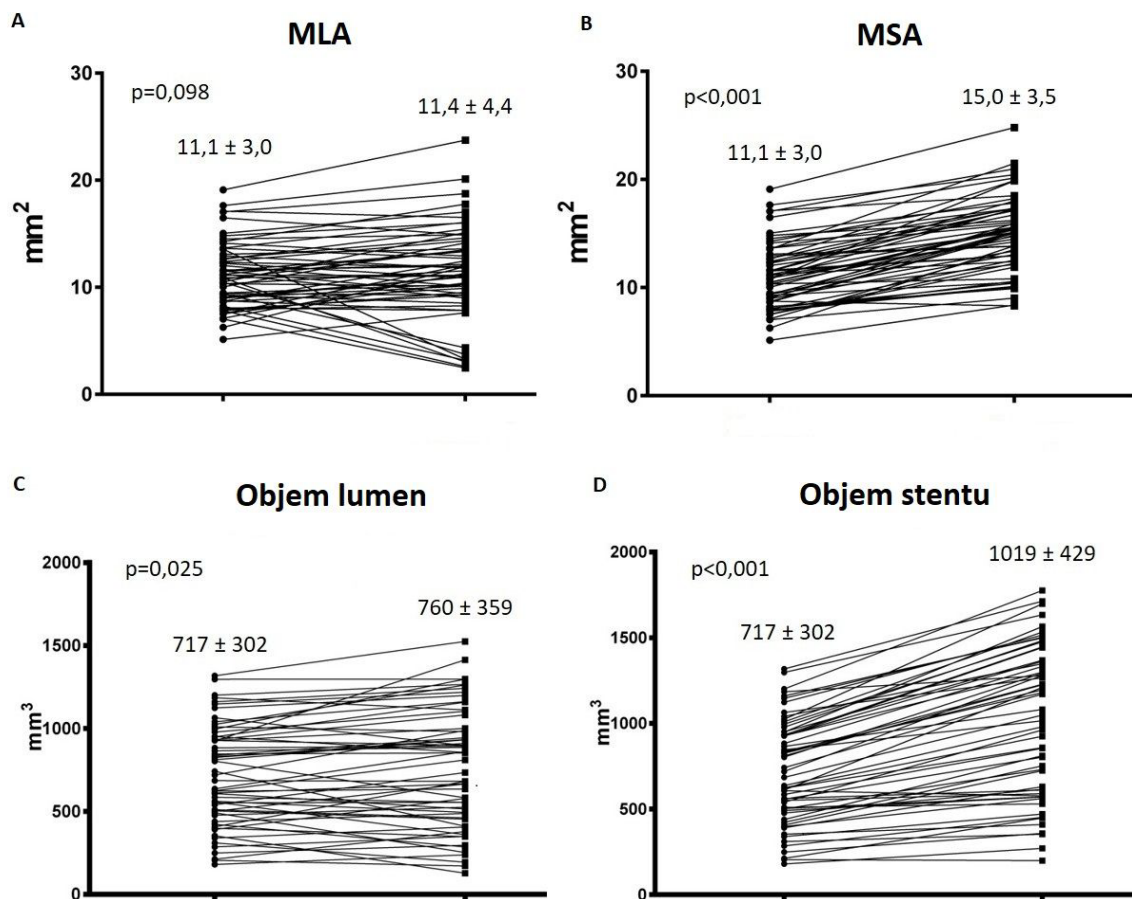 A
MLA
mm²
30
20
10
0
p=0,098
11,1 ± 3,0
11,4 ± 4,4
B
MSA
mm²
30
20
10
0
p<0,001
11,1 ± 3,0
15,0 ± 3,5
C
Objem lumen
mm³
2000
1500
1000
500
0
p=0,025
717 ± 302
760 ± 359
D
Objem stentu
mm³
2000
1500
1000
500
0
p<0,001
717 ± 302
1019 ± 429